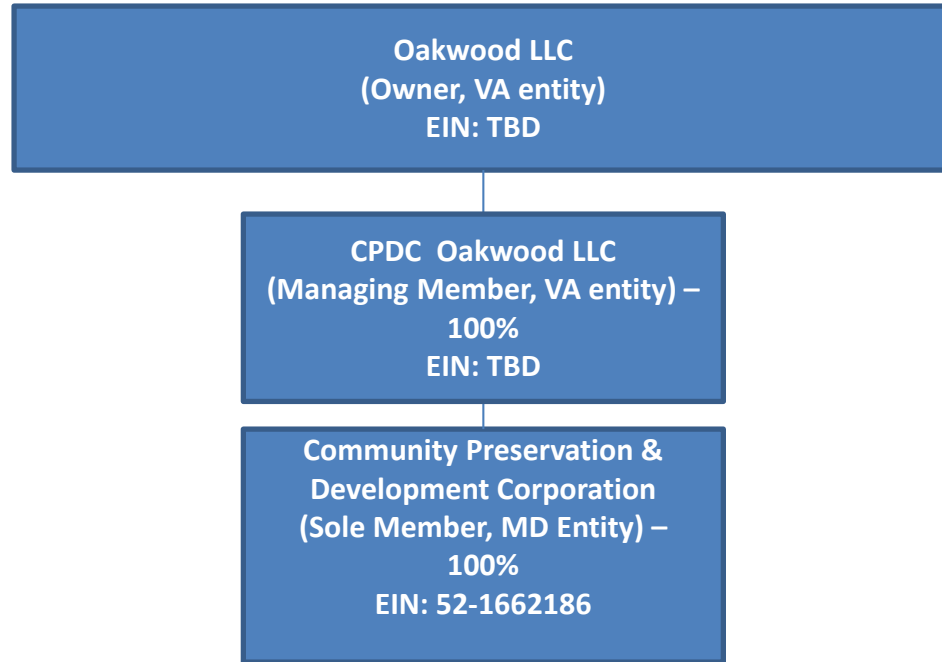 Oakwood LLC
(Owner, VA entity)
EIN: TBD
CPDC  Oakwood LLC
(Managing Member, VA entity) –
100%
EIN: TBD
Community Preservation &
Development Corporation
(Sole Member, MD Entity) –
100%
EIN: 52-1662186